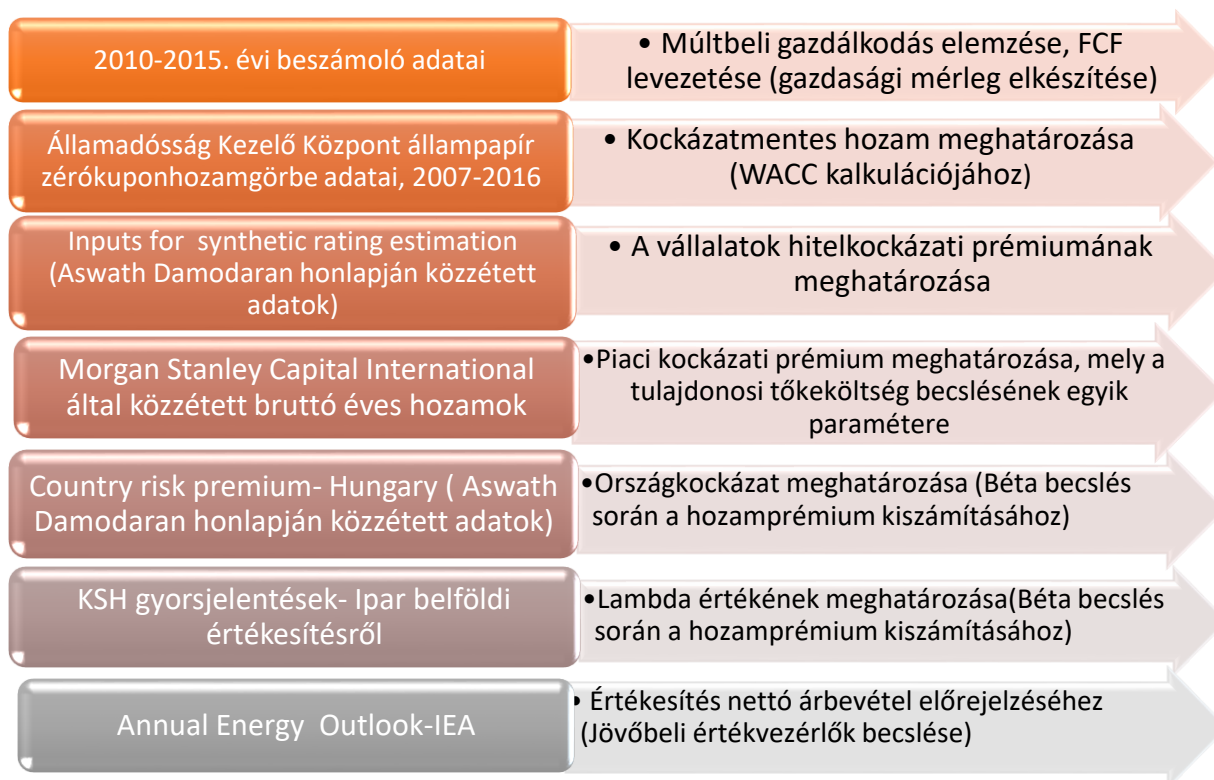 2010-2015. évi beszámoló adatai
• Múltbeli gazdálkodás elemzése, FCF
levezetése (gazdasági mérleg elkészítése)
Államadósság Kezelő Központ állampapír
zérókuponhozamgörbe adatai, 2007-2016
• Kockázatmentes hozam meghatározása
(WACC kalkulációjához)
Inputs for synthetic rating estimation
(Aswath Damodaran honlapján közzétett
adatok)
• A vállalatok hitelkockázati prémiumának
meghatározása
Morgan Stanley Capital International
által közzétett bruttó éves hozamok
•Piaci kockázati prémium meghatározása, mely a
tulajdonosi tőkeköltség becslésének egyik
paramétere
Country risk premium- Hungary ( Aswath
Damodaran honlapján közzétett adatok)
•Országkockázat meghatározása (Béta becslés
során a hozamprémium kiszámításához)
KSH gyorsjelentések- Ipar belföldi
értékesítésről
•Lambda értékének meghatározása(Béta becslés
során a hozamprémium kiszámításához)
Annual Energy Outlook-IEA
• Értékesítés nettó árbevétel előrejelzéséhez
(Jövőbeli értékvezérlők becslése)